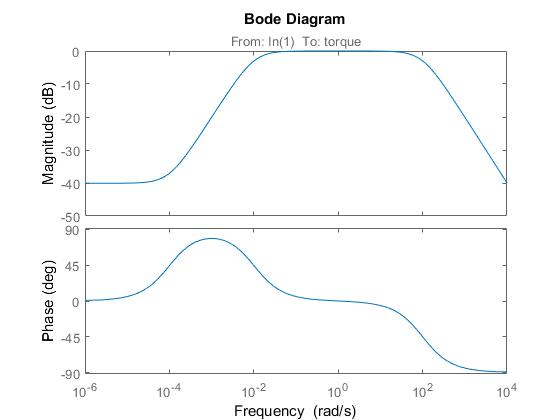 Bode Diagram
From: In(1) To: torque
Magnitude (dB)
0
-10
-20
-30
-40
-50
Phase (deg)
90
45
0
-45
-90
10^-6 10^-4 10^-2 10^0 10^2 10^4
Frequency (rad/s)